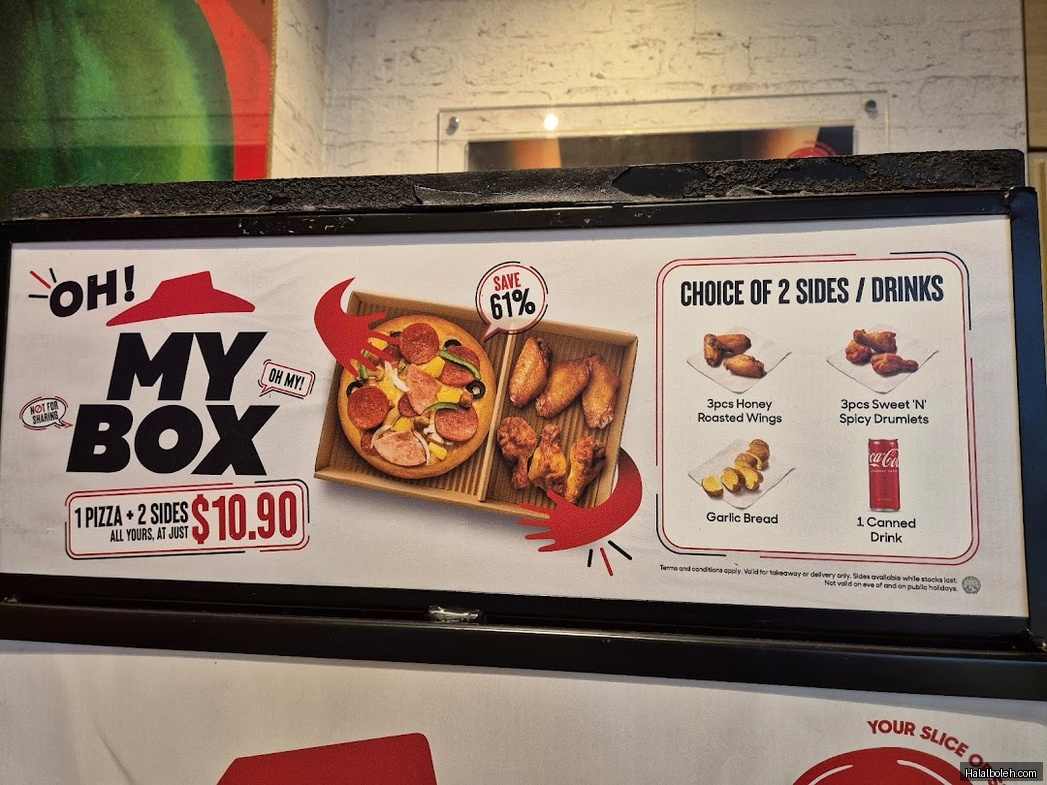 OH!
MY
BOX
OH MY!
NOT FOR
SHARING
1 PIZZA + 2 SIDES
ALL YOURS, AT JUST
$10.90
SAVE
61%
CHOICE OF 2 SIDES / DRINKS
3pcs Honey
Roasted Wings
3pcs Sweet 'N'
Spicy Drumlets
Garlic Bread
Coca-Cola
1 Canned
Drink
Terms and conditions apply. Valid for takeaway or delivery only. Sides available while stocks last.
Not valid on eve of and on public holidays.
YOUR SLICE
Halalboleh.com